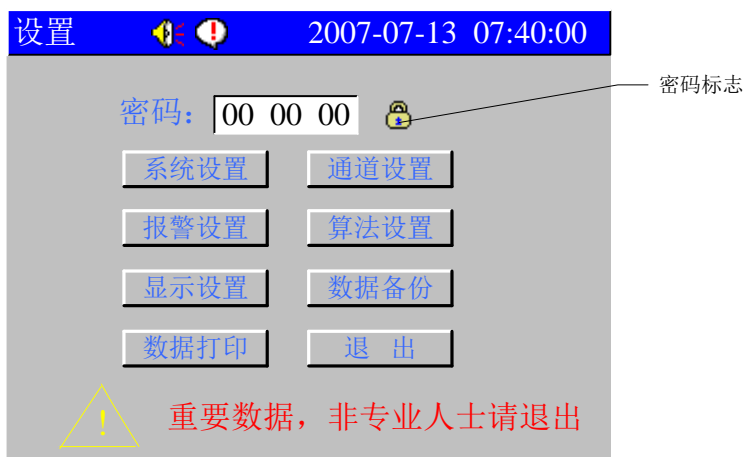 设置 2007-07-13 07:40:00
密码标志
密码： 00 00 00
系统设置 通道设置
报警设置 算法设置
显示设置 数据备份
数据打印 退 出
! 重要数据，非专业人士请退出